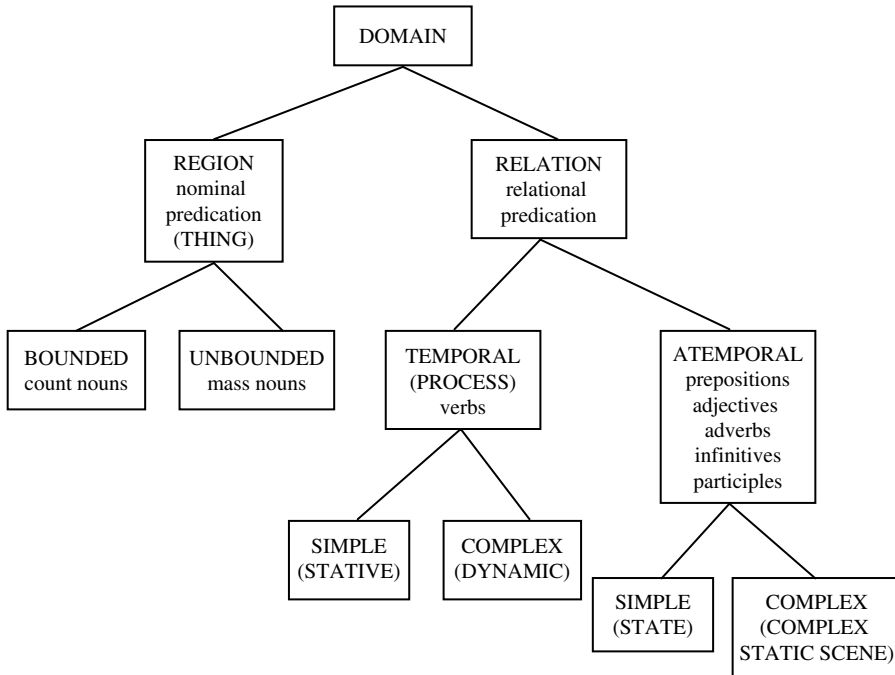 DOMAIN
REGION
nominal
predication
(THING)
RELATION
relational
predication
BOUNDED
count nouns
UNBOUNDED
mass nouns
TEMPORAL
(PROCESS)
verbs
ATEMPORAL
prepositions
adjectives
adverbs
infinitives
participles
SIMPLE
(STATIVE)
COMPLEX
(DYNAMIC)
SIMPLE
(STATE)
COMPLEX
(COMPLEX
STATIC SCENE)